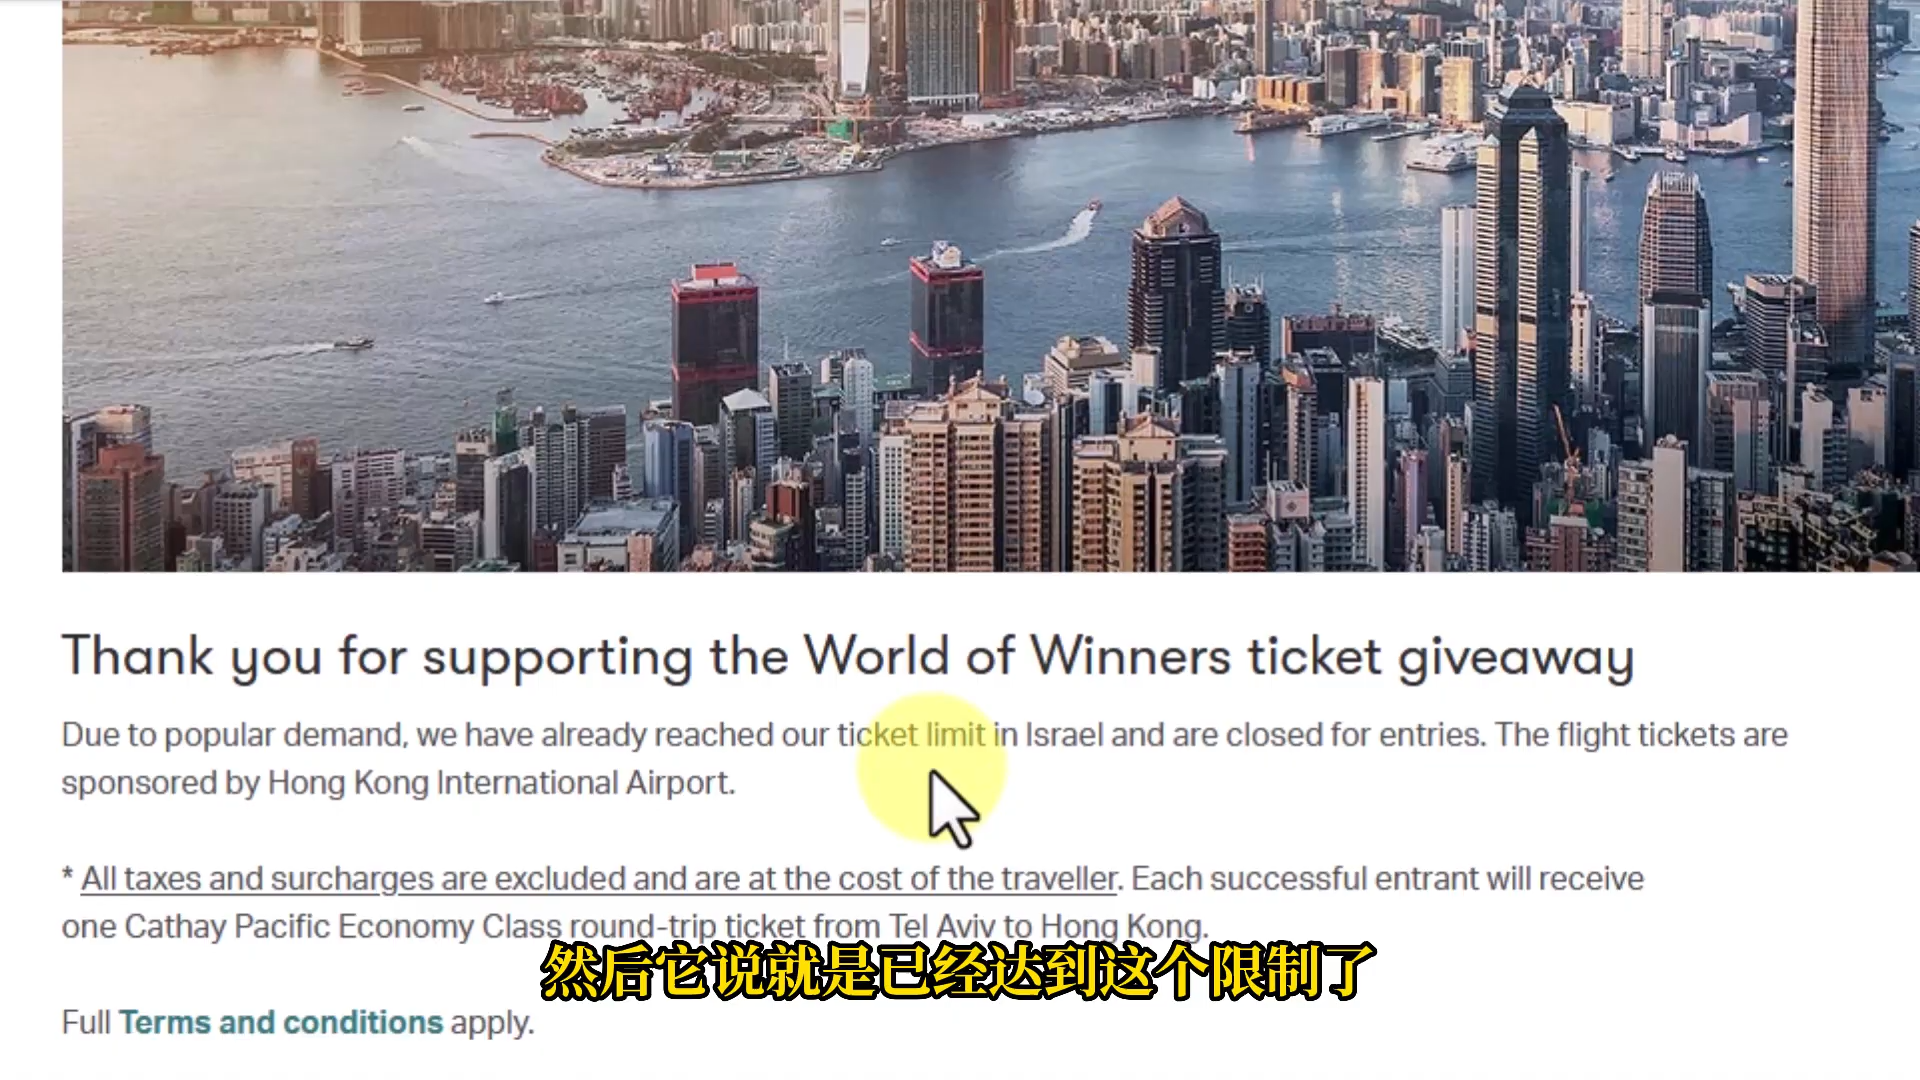 Thank you for supporting the World of Winners ticket giveaway
Due to popular demand, we have already reached our ticket limit in Israel and are closed for entries. The flight tickets are
sponsored by Hong Kong International Airport.
* All taxes and surcharges are excluded and are at the cost of the traveller. Each successful entrant will receive
one Cathay Pacific Economy Class round-trip ticket from Tel Aviv to Hong Kong.
然后它说就是已经达到这个限制了
Full Terms and conditions apply.